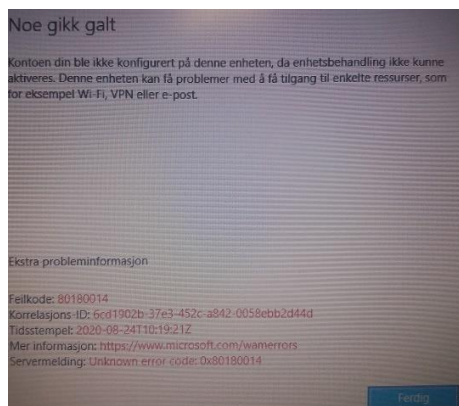 Noe gikk galt
Kontoen din ble ikke konfigurert på denne enheten, da enhetsbehandling ikke kunne
aktiveres. Denne enheten kan få problemer med å få tilgang til enkelte ressurser, som
for eksempel Wi-Fi, VPN eller e-post.
Ekstra probleminformasjon
Feilkode: 80180014
Korrelasjons-ID: 6cd1902b-37e3-452c-a842-0058ebb2d44d
Tidsstempel: 2020-08-24T10:19:21Z
Mer informasjon: https://www.microsoft.com/wamerrors
Servermelding: Unknown error code: 0x80180014
Ferdig